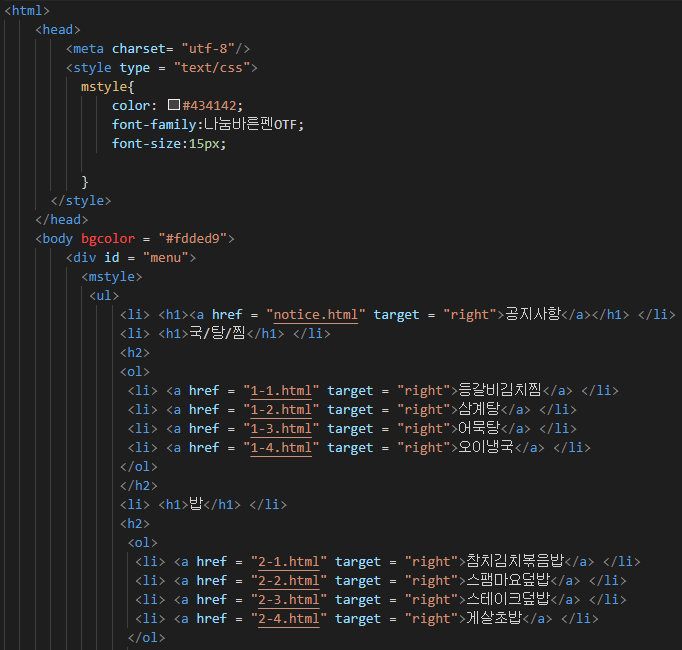 <html>
<head>
<meta charset= "utf-8"/>
<style type = "text/css">
mstyle{
color: #434142;
font-family:나눔바른펜OTF;
font-size:15px;
}
</style>
</head>
<body bgcolor = "#fdded9">
<div id = "menu">
<mstyle>
<ul>
<li> <h1><a href = "notice.html" target = "right">공지사항</a></h1> </li>
<li> <h1>국/탕/찜</h1> </li>
<h2>
<ol>
<li> <a href = "1-1.html" target = "right">등갈비김치찜</a> </li>
<li> <a href = "1-2.html" target = "right">삼계탕</a> </li>
<li> <a href = "1-3.html" target = "right">어묵탕</a> </li>
<li> <a href = "1-4.html" target = "right">오이냉국</a> </li>
</ol>
</h2>
<li> <h1>밥</h1> </li>
<h2>
<ol>
<li> <a href = "2-1.html" target = "right">참치김치볶음밥</a> </li>
<li> <a href = "2-2.html" target = "right">스팸마요덮밥</a> </li>
<li> <a href = "2-3.html" target = "right">스테이크덮밥</a> </li>
<li> <a href = "2-4.html" target = "right">게살초밥</a> </li>
</ol>